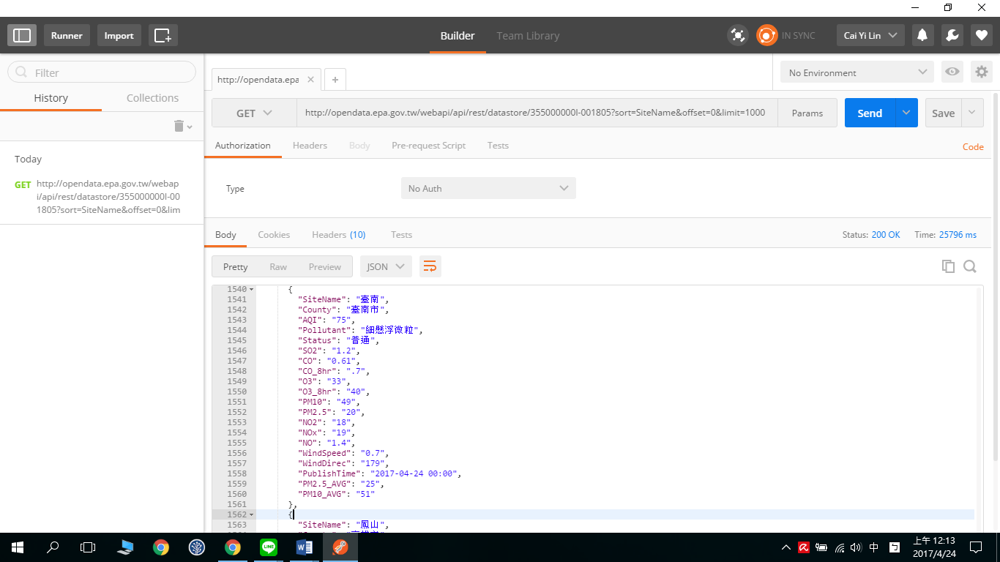 Runner
Import
Builder
Team Library
IN SYNC
Cai Yi Lin
Filter
History
Collections
Today
GET http://opendata.epa.gov.tw/webap
i/api/rest/datastore/355000000I-00
1805?sort=SiteName&offset=0&lim
http://opendata.epa
No Environment
GET
http://opendata.epa.gov.tw/webapi/api/rest/datastore/355000000I-001805?sort=SiteName&offset=0&limit=1000
Params
Send
Save
Authorization
Headers
Body
Pre-request Script
Tests
Code
Type
No Auth
Body
Cookies
Headers (10)
Tests
Status: 200 OK
Time: 25796 ms
Pretty
Raw
Preview
JSON
1540 {
1541 "SiteName": "臺南",
1542 "County": "臺南市",
1543 "AQI": "75",
1544 "Pollutant": "細懸浮微粒",
1545 "Status": "普通",
1546 "SO2": "1.2",
1547 "CO": "0.61",
1548 "CO_8hr": ".7",
1549 "O3": "33",
1550 "O3_8hr": "40",
1551 "PM10": "49",
1552 "PM2.5": "20",
1553 "NO2": "18",
1554 "NOx": "19",
1555 "NO": "1.4",
1556 "WindSpeed": "0.7",
1557 "WindDirec": "179",
1558 "PublishTime": "2017-04-24 00:00",
1559 "PM2.5_AVG": "25",
1560 "PM10_AVG": "51"
1561 },
1562 {
1563 "SiteName": "鳳山",
中
上午 12:13
2017/4/24